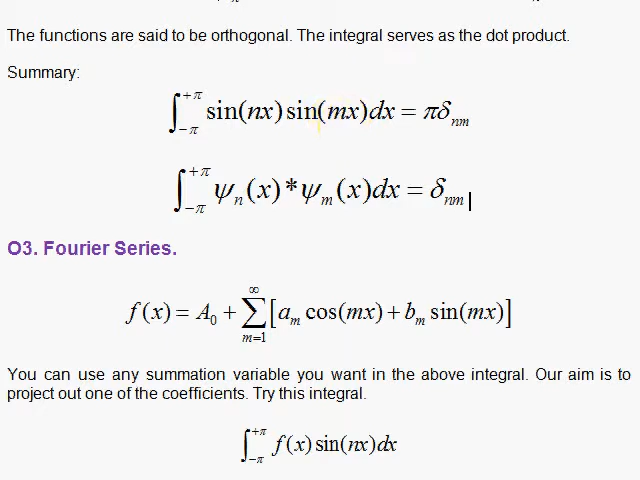 The functions are said to be orthogonal. The integral serves as the dot product.
Summary:
∫_{−π}^{+π} sin(nx) sin(mx)dx = πδ_{nm}
∫_{−π}^{+π} ψ_n(x) * ψ_m(x)dx = δ_{nm}
O3. Fourier Series.
f(x) = A_0 + ∑_{m=1}^{∞} [a_m cos(mx) + b_m sin(mx)]
You can use any summation variable you want in the above integral. Our aim is to
project out one of the coefficients. Try this integral.
∫_{−π}^{+π} f(x) sin(nx)dx